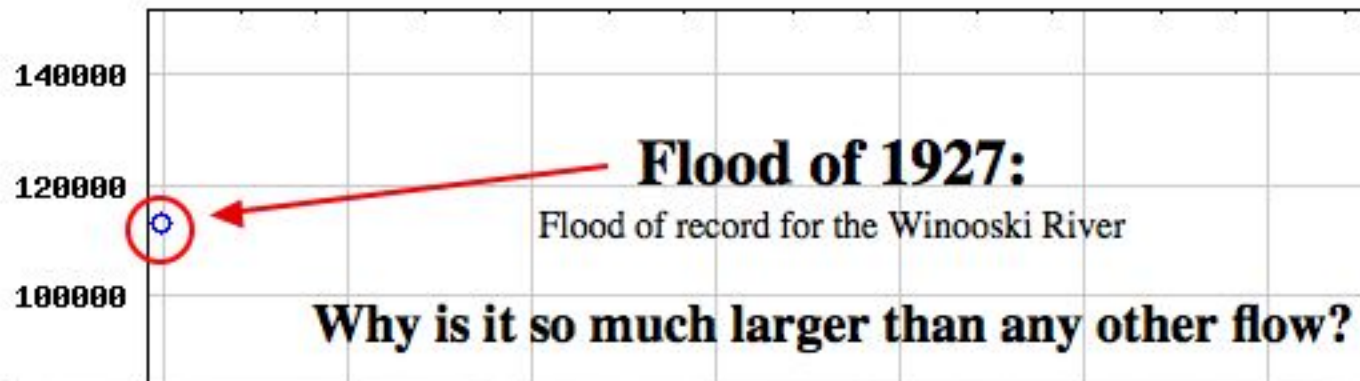 140000
Flood of 1927:
120000
Flood of record for the Winooski River
100000
Why is it so much larger than any other flow?